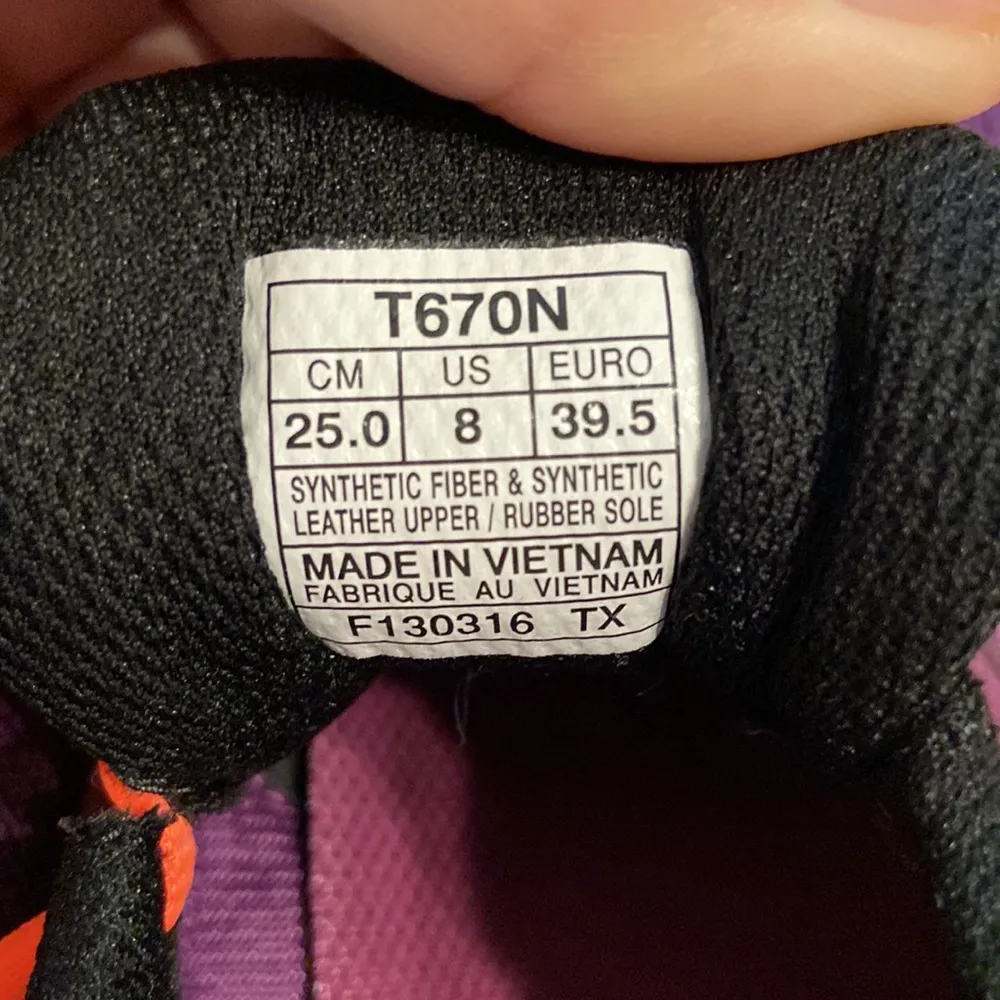 T670N
CM US EURO
25.0 8 39.5
SYNTHETIC FIBER & SYNTHETIC
LEATHER UPPER / RUBBER SOLE
MADE IN VIETNAM
FABRIQUE AU VIETNAM
F130316 TX